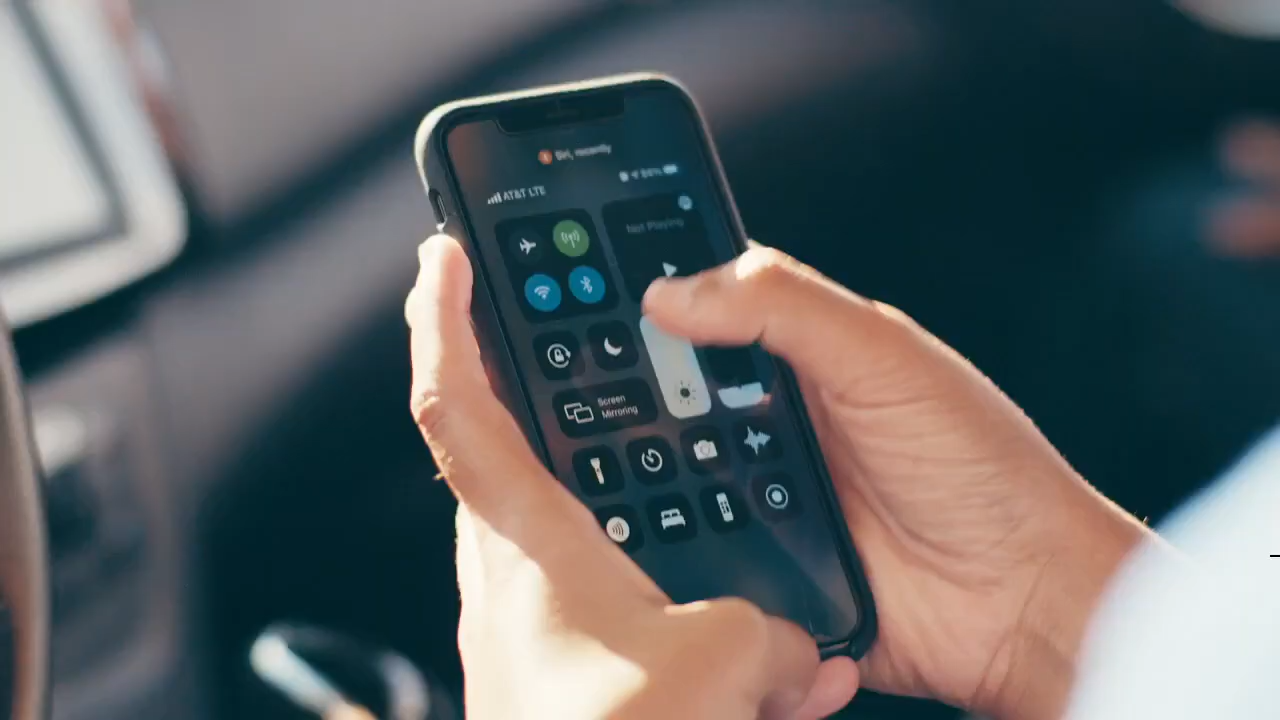 Siri, recently
AT&T LTE
Not Playing
Screen
Mirroring